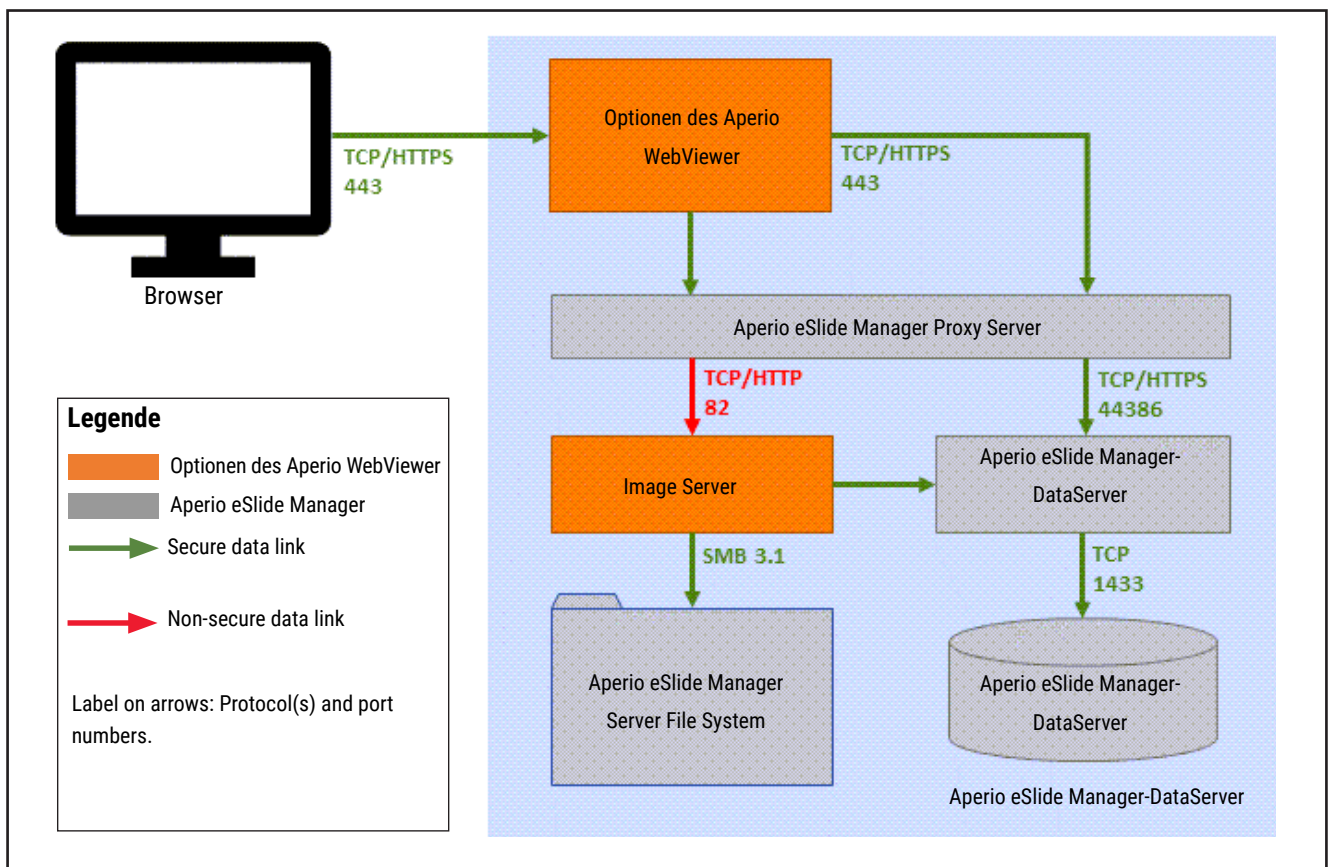 Optionen des Aperio
WebViewer
TCP/HTTPS
443
TCP/HTTPS
443
Browser
Aperio eSlide Manager Proxy Server
TCP/HTTP
82
TCP/HTTPS
44386
Legende
Optionen des Aperio WebViewer
Aperio eSlide Manager
Secure data link
Non-secure data link
Label on arrows: Protocol(s) and port
numbers.
Image Server
Aperio eSlide Manager-
DataServer
SMB 3.1
TCP
1433
Aperio eSlide Manager
Server File System
Aperio eSlide Manager-
DataServer
Aperio eSlide Manager-DataServer